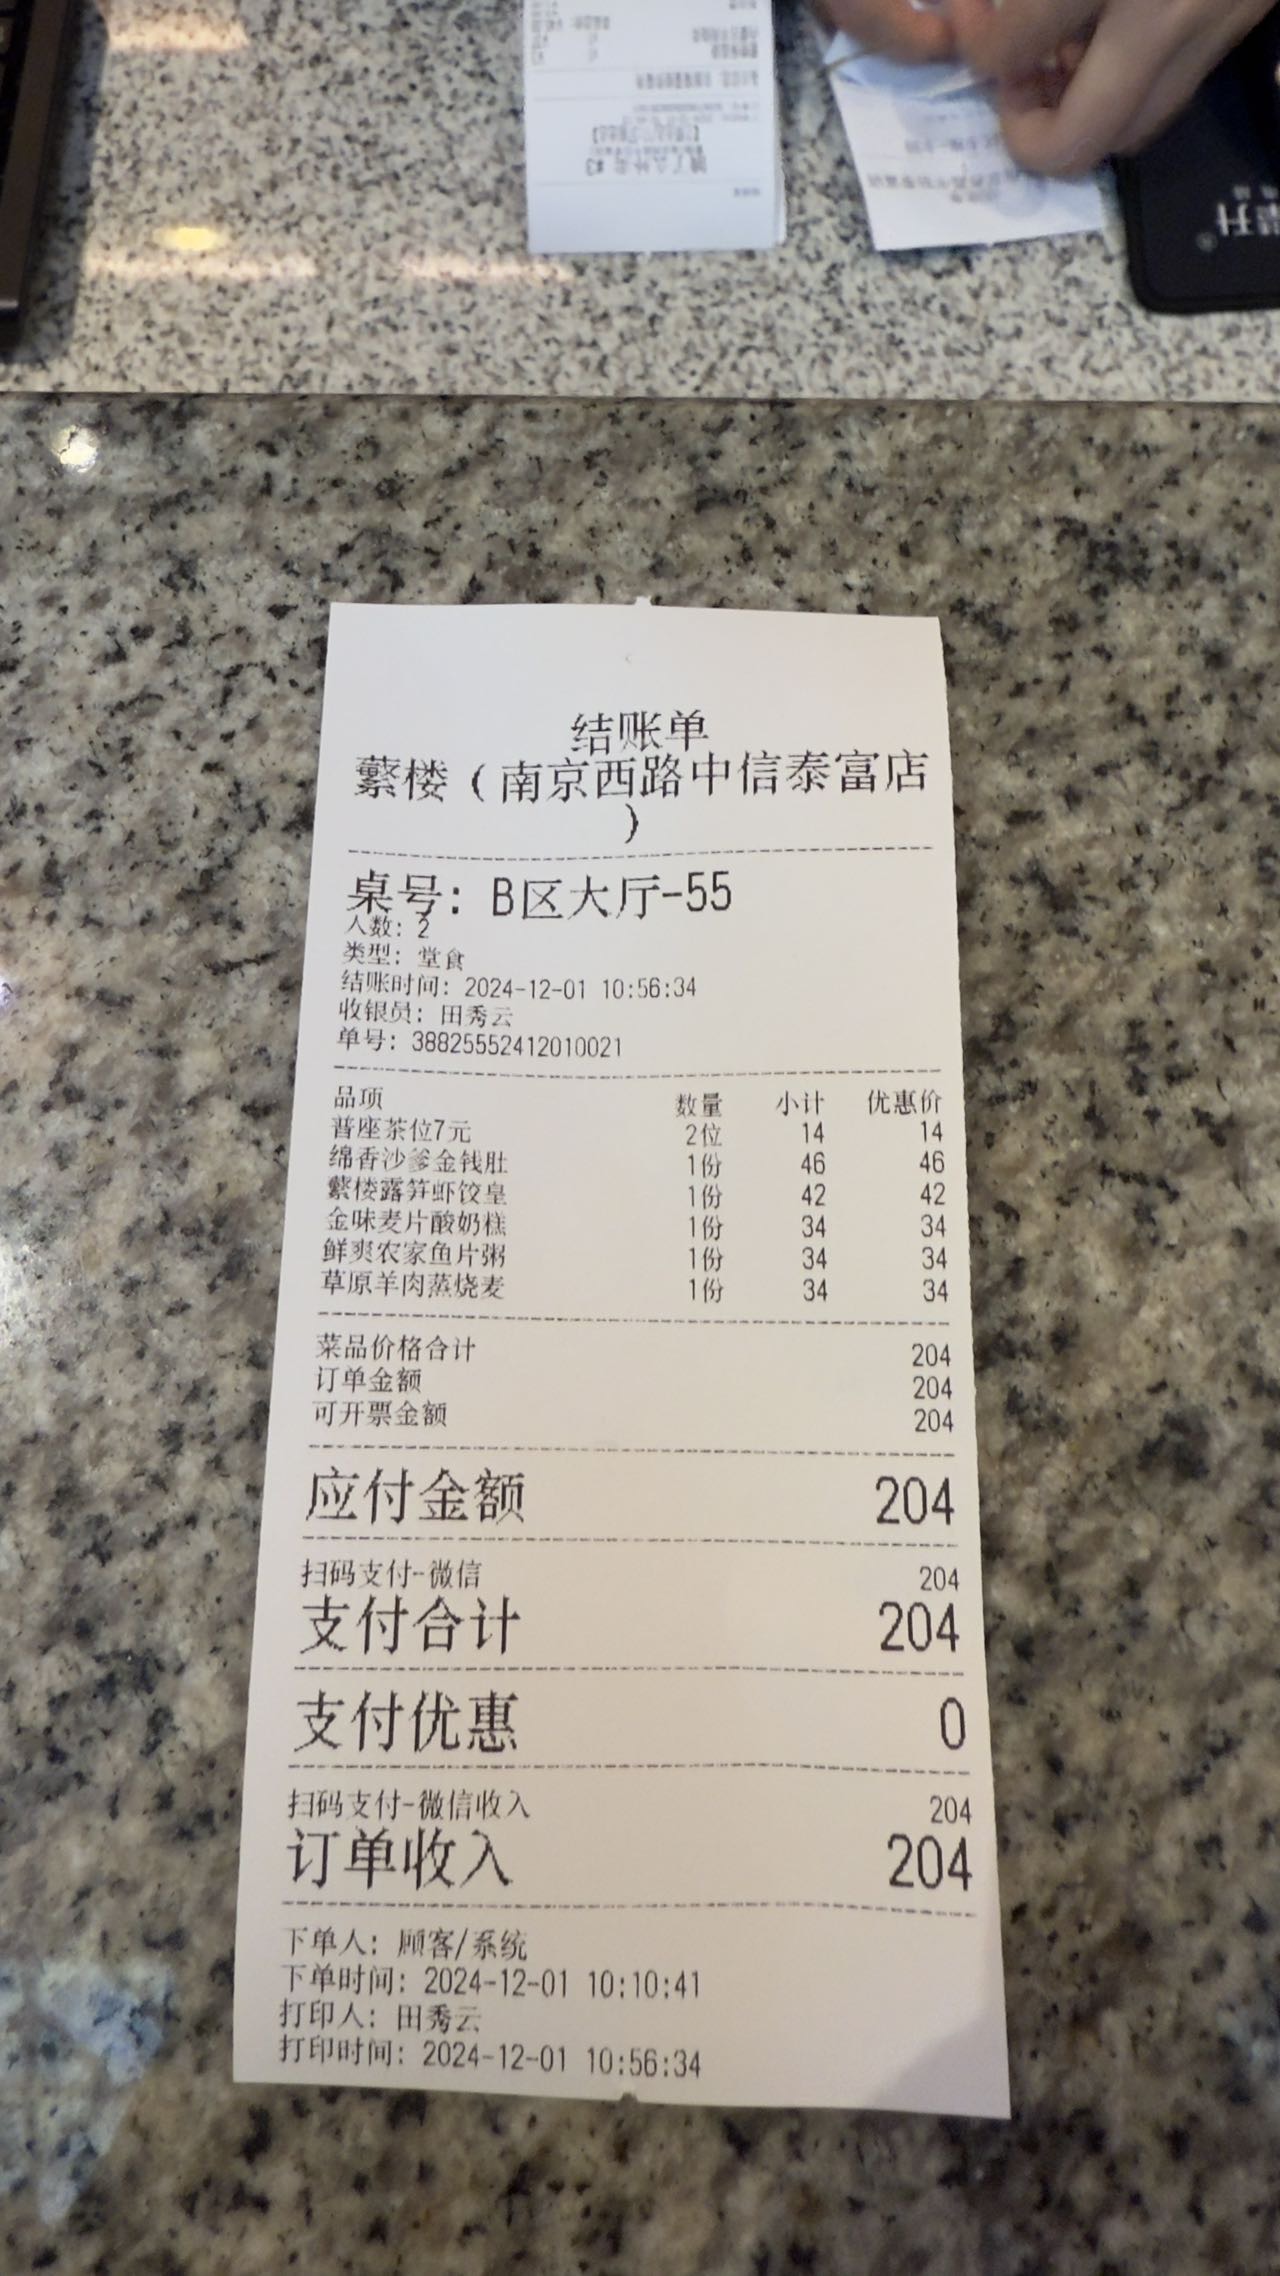 结账单
蘩楼（南京西路中信泰富店
）
桌号: B区大厅-55
人数: 2
类型: 堂食
结账时间: 2024-12-01 10:56:34
收银员: 田秀云
单号: 38825552412010021
品项 数量 小计 优惠价
普座茶位7元 2位 14 14
绵香沙爹金钱肚 1份 46 46
蘩楼露笋虾饺皇 1份 42 42
金味麦片酸奶糕 1份 34 34
鲜爽农家鱼片粥 1份 34 34
草原羊肉蒸烧麦 1份 34 34
菜品价格合计 204
订单金额 204
可开票金额 204
应付金额 204
扫码支付-微信 204
支付合计 204
支付优惠 0
扫码支付-微信收入 204
订单收入 204
下单人: 顾客/系统
下单时间: 2024-12-01 10:10:41
打印人: 田秀云
打印时间: 2024-12-01 10:56:34